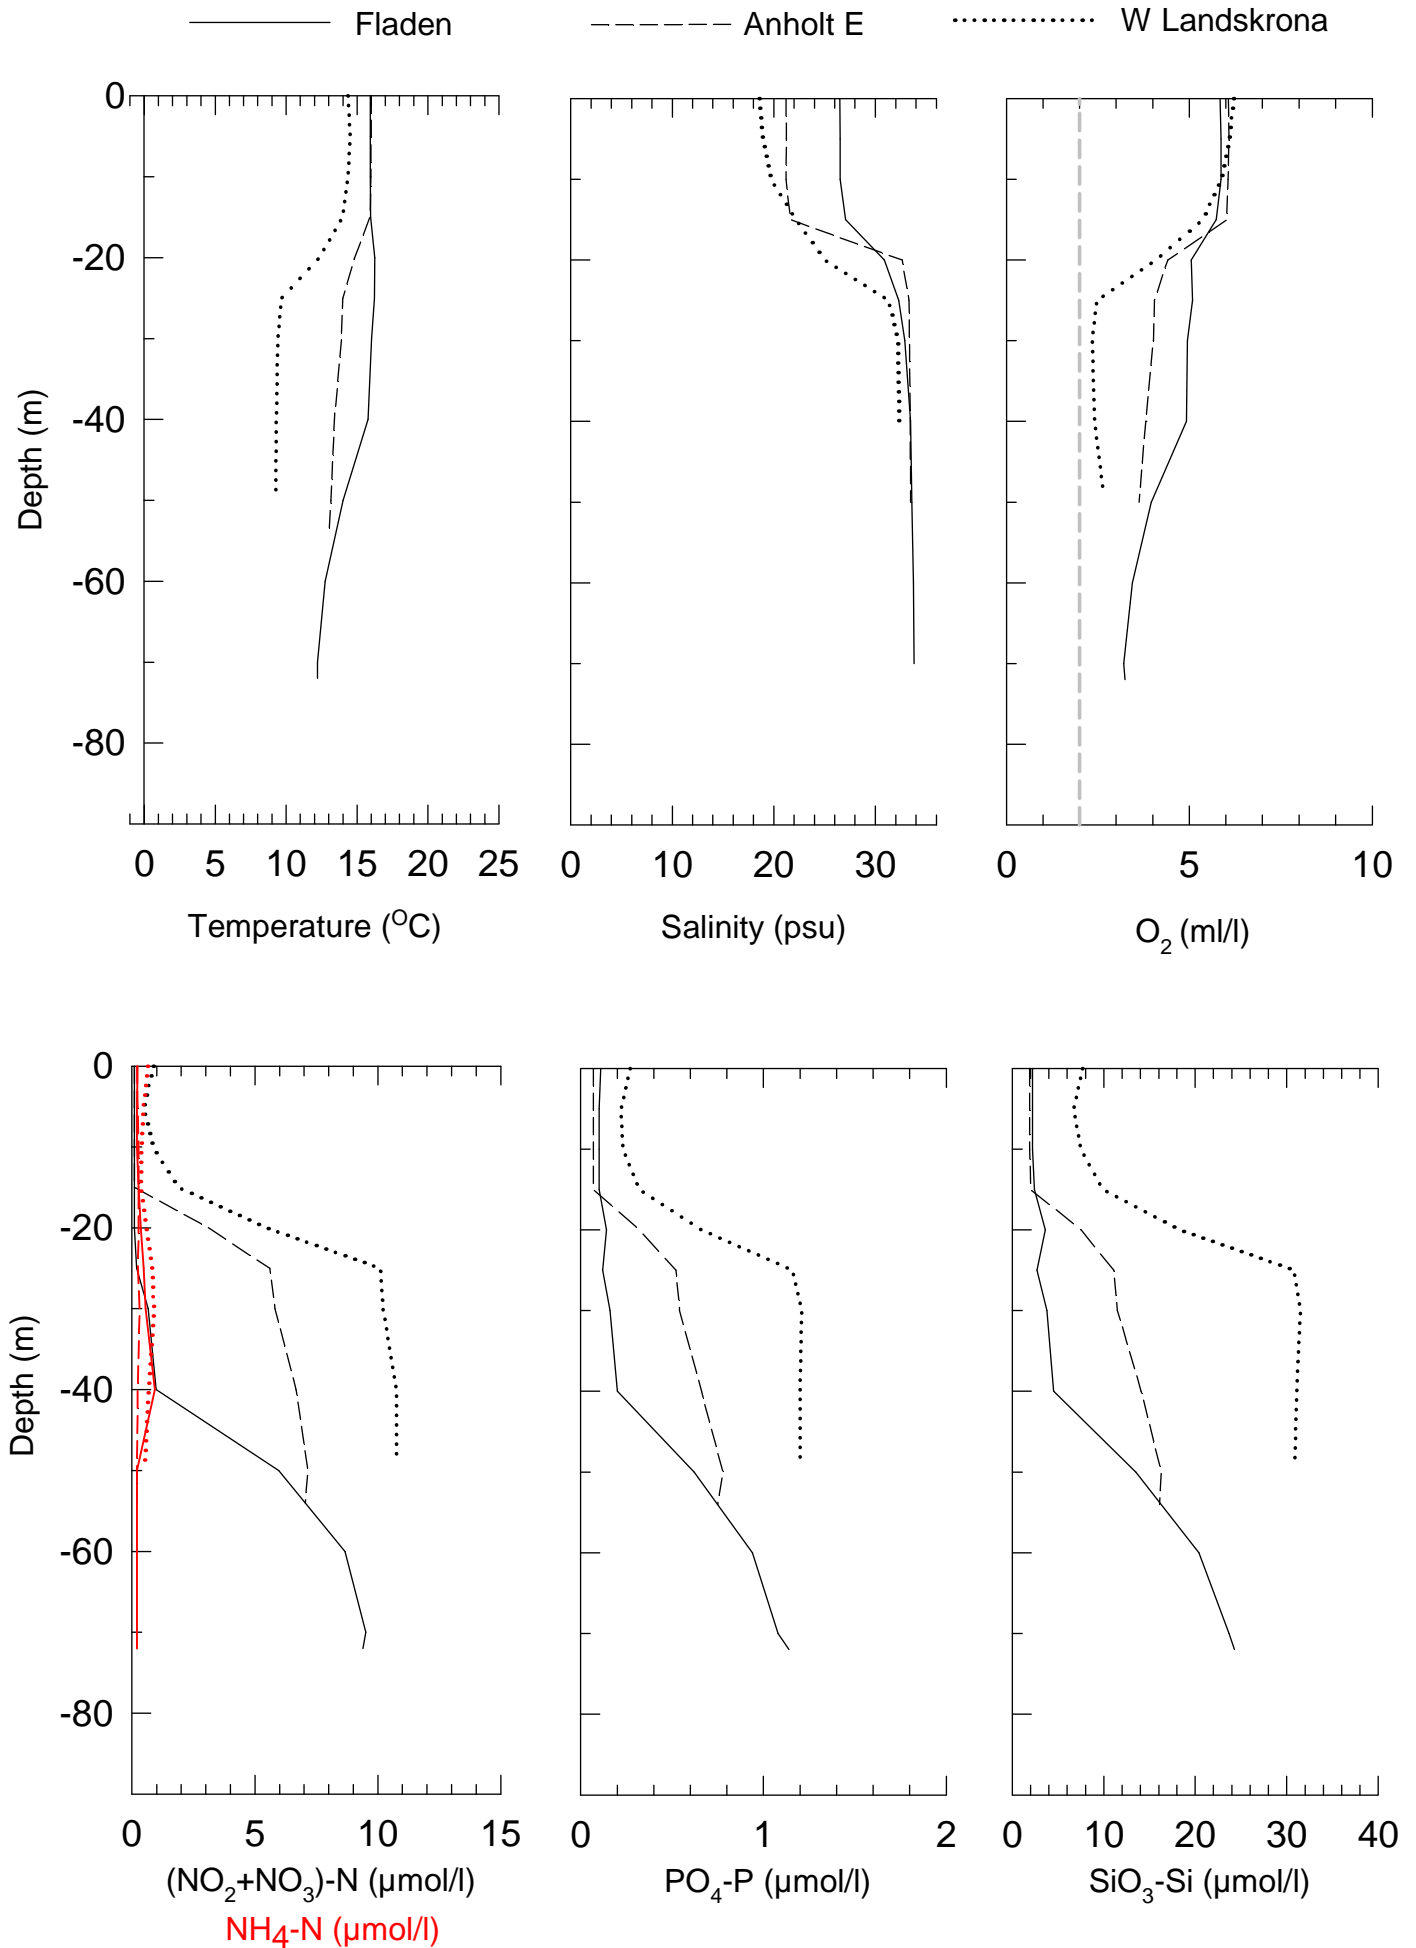 Fladen Anholt E W Landskrona
0
-20
-40
-60
-80
Depth (m)
0 5 10 15 20 25
Temperature (OC)
0 10 20 30
Salinity (psu)
0 5 10
O2 (ml/l)
0
-20
-40
-60
-80
Depth (m)
0 5 10 15
(NO2+NO3)-N (µmol/l)
NH4-N (µmol/l)
0 1 2
PO4-P (µmol/l)
0 10 20 30 40
SiO3-Si (µmol/l)